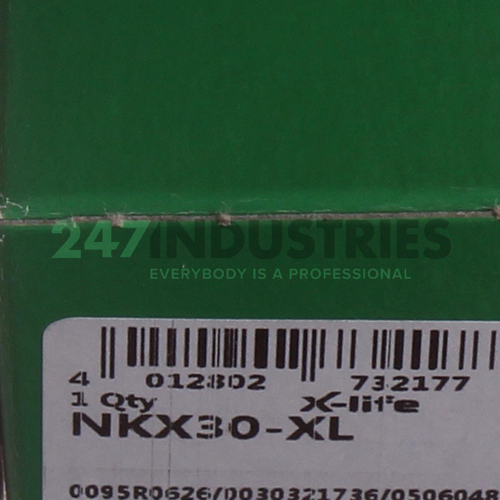 247INDUSTRIES
EVERYBODY IS A PROFESSIONAL
4 012802 732177
1 Qty X-life
NKX30-XL
0095R0626/0030321736/0506048